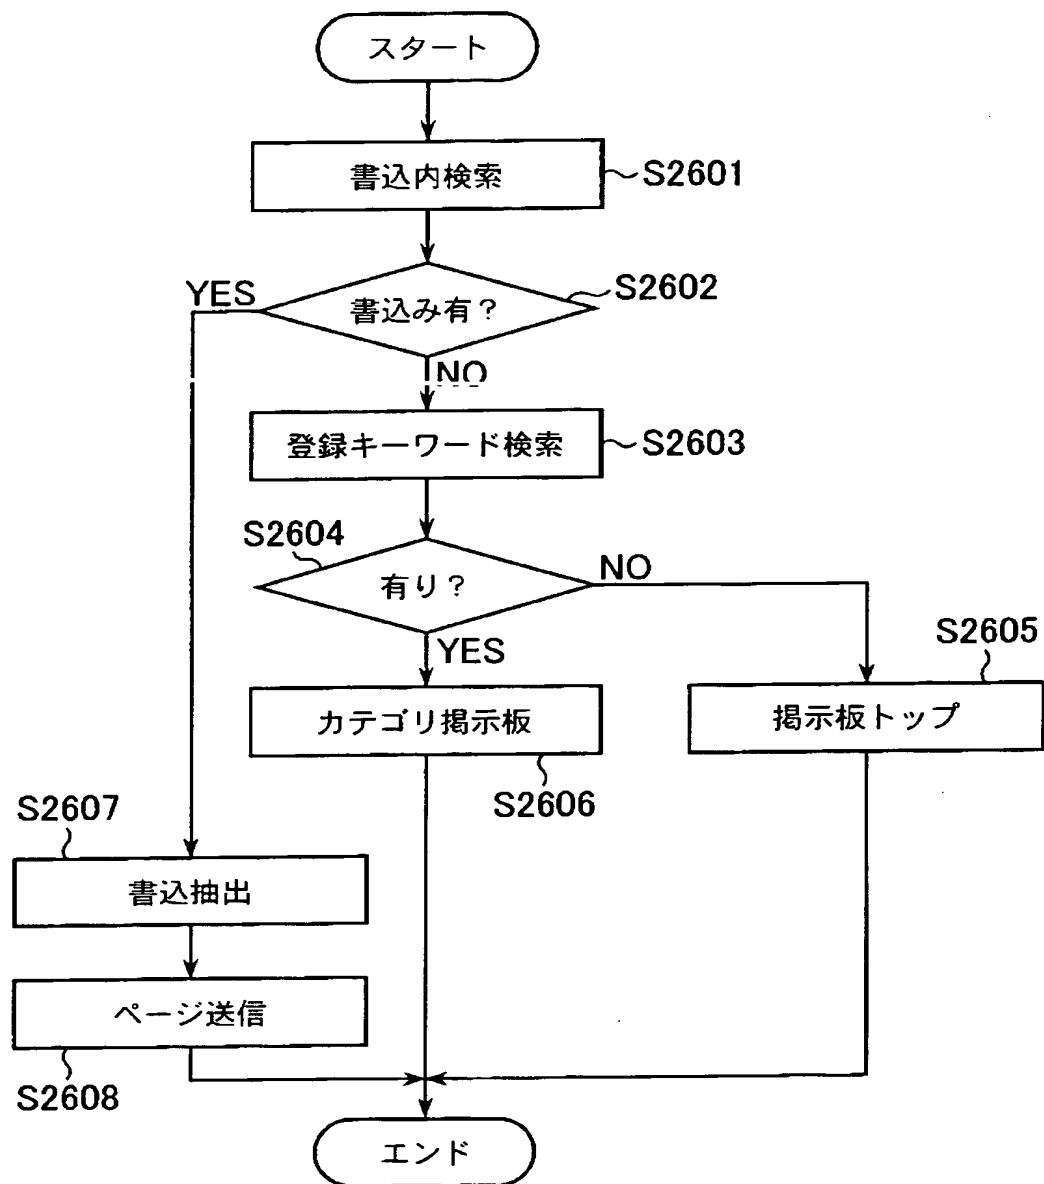 スタート
書込内検索
S2601
YES
書込み有?
S2602
NO
登録キーワード検索
S2603
S2604
有り?
NO
YES
S2605
カテゴリ掲示板
掲示板トップ
S2606
S2607
書込抽出
ページ送信
S2608
エンド